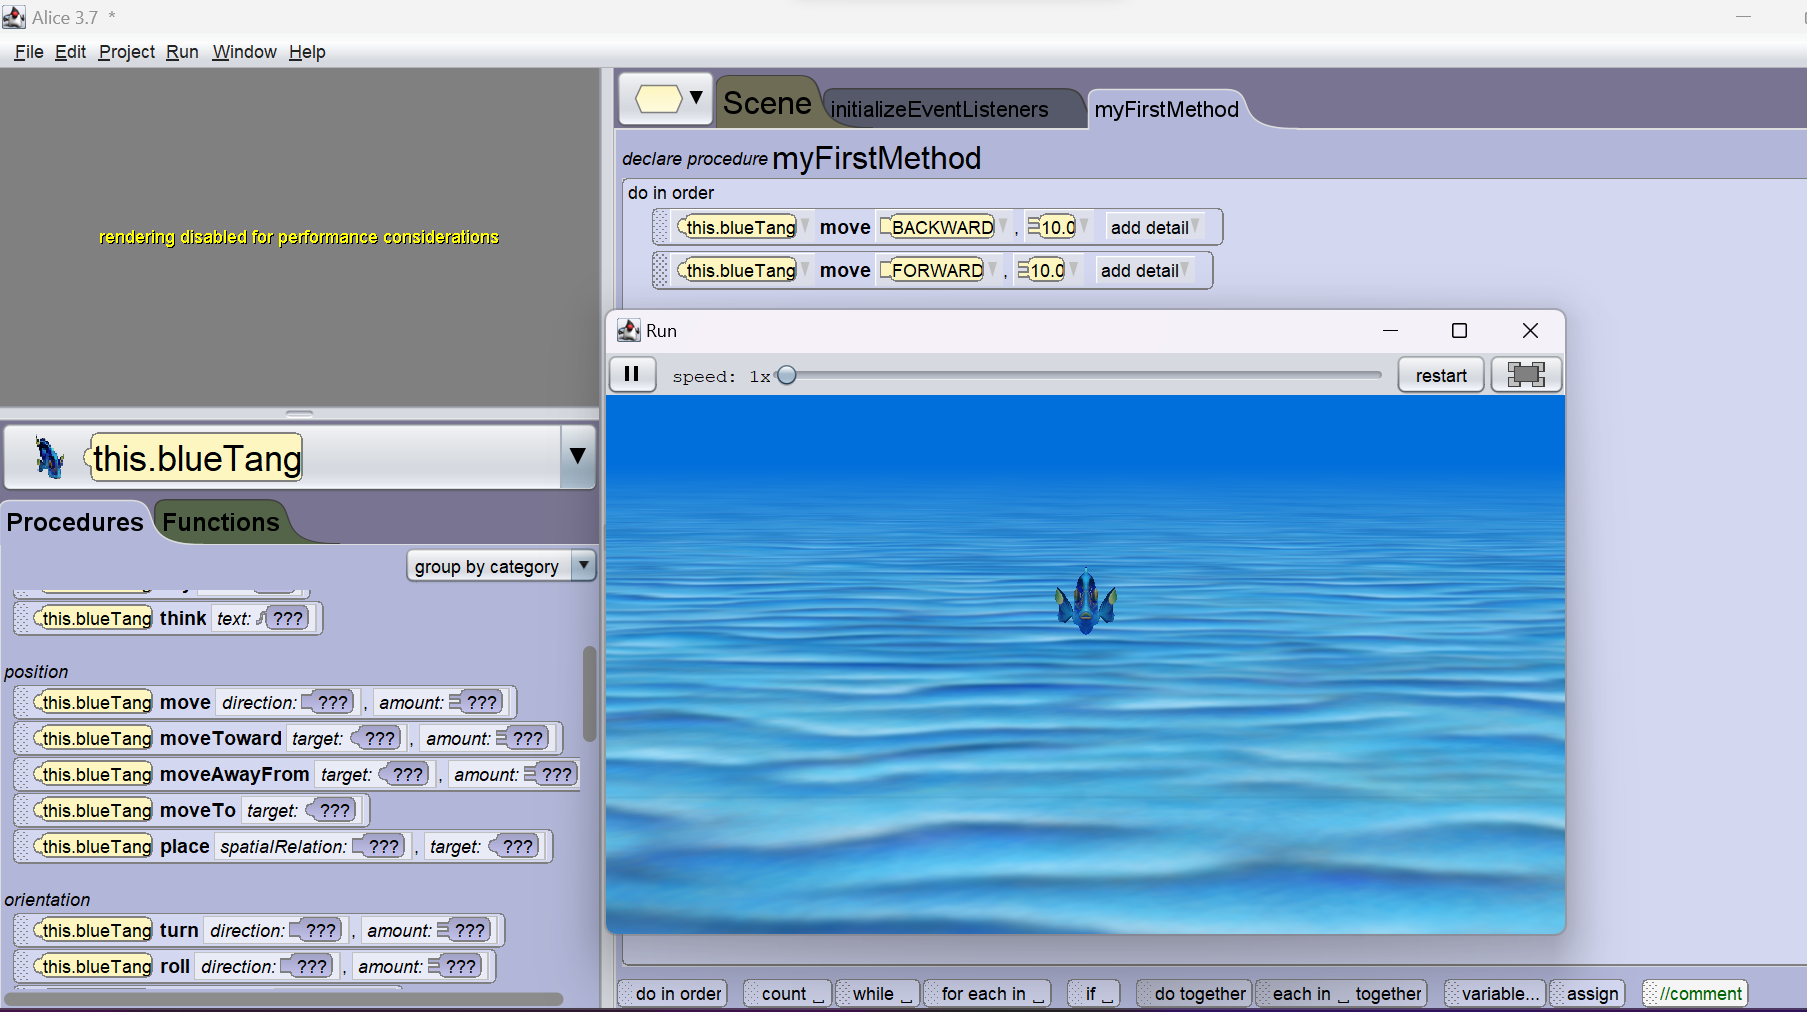 Alice 3.7 *
File Edit Project Run Window Help
rendering disabled for performance considerations
Scene initializeEventListeners myFirstMethod
declare procedure myFirstMethod
do in order
this.blueTang move BACKWARD , 10.0 add detail
this.blueTang move FORWARD , 10.0 add detail
Run
speed: 1x restart
this.blueTang
Procedures Functions
group by category
this.blueTang think text: ???
position
this.blueTang move direction: ??? , amount: ???
this.blueTang moveToward target: ??? , amount: ???
this.blueTang moveAwayFrom target: ??? , amount: ???
this.blueTang moveTo target: ???
this.blueTang place spatialRelation: ??? , target: ???
orientation
this.blueTang turn direction: ??? , amount: ???
this.blueTang roll direction: ??? , amount: ???
do in order count _ while _ for each in _ if _ do together each in _ together variable... assign //comment